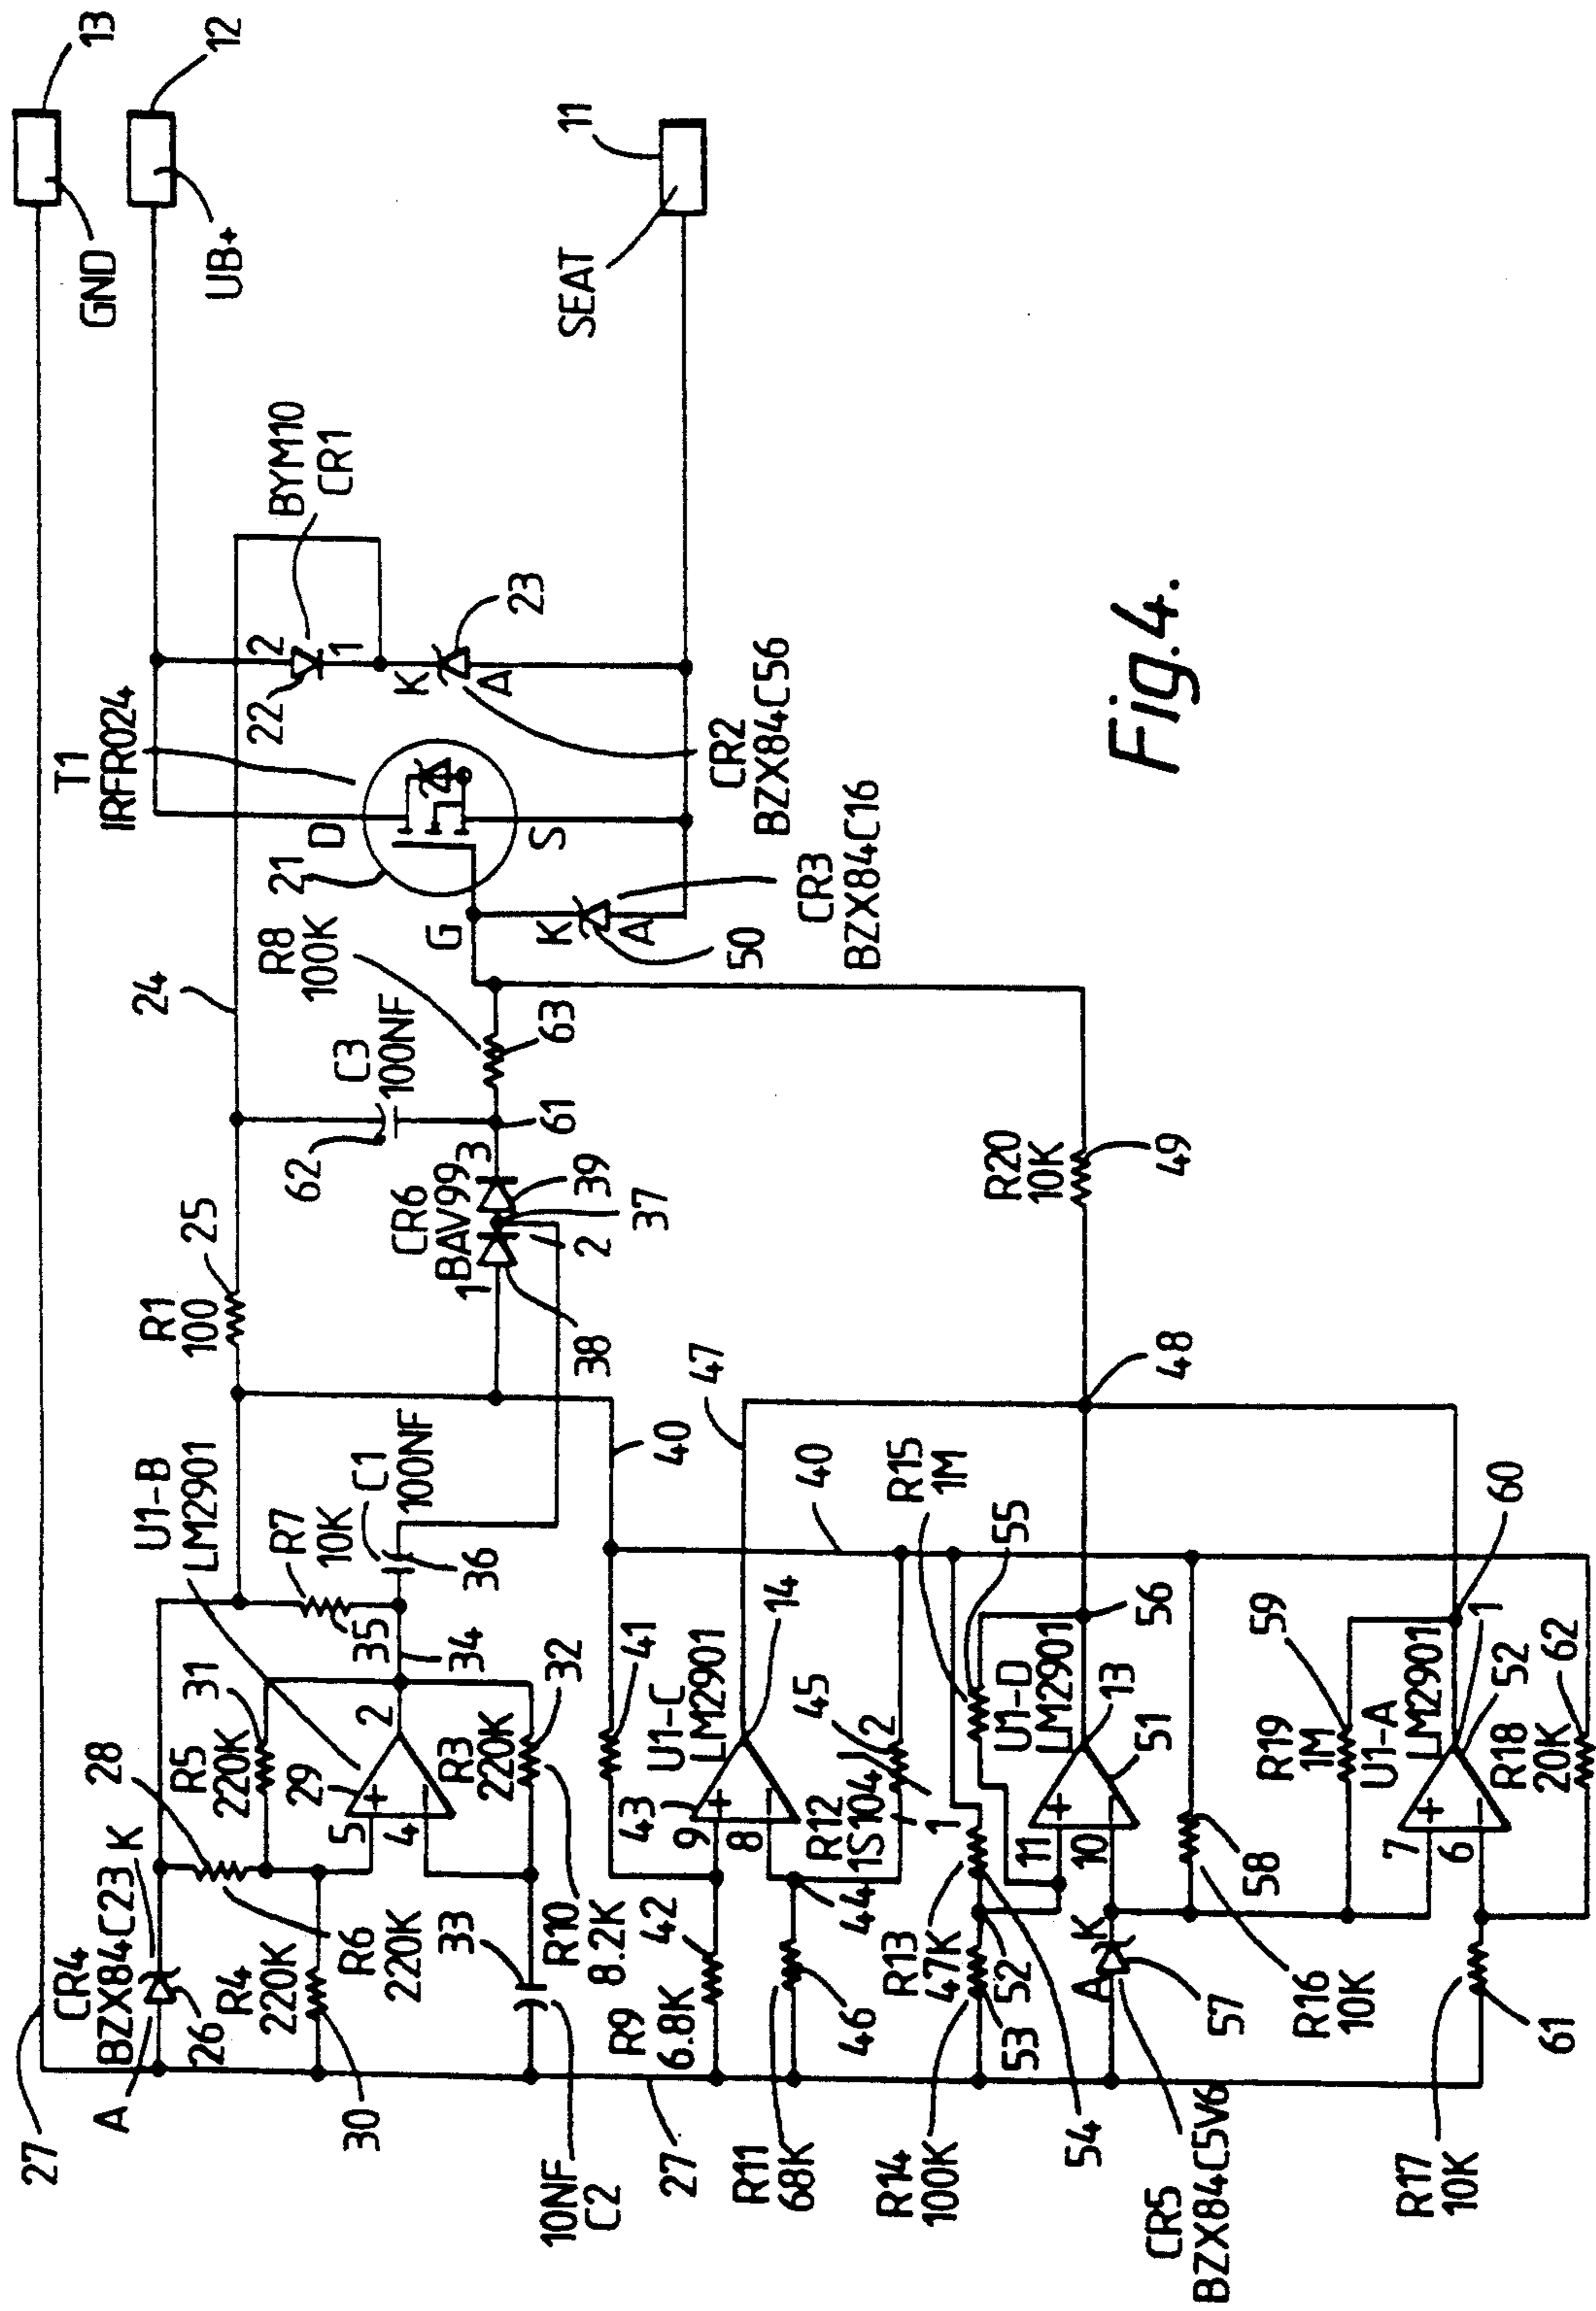 13
12
GND
UB+
11
SEAT
BYM10
CR1
T1
IRFR024
2
22
1
K
23
A
CR2
BZX84C56
D
21
S
G
K
A
50
CR3
BZX84C16
R8
100K
24
C3
100NF
63
62
61
R1
100
25
CR6
BAV99
3
39
37
1
2
38
R20
10K
49
47
48
40
40
U1-B
LM2901
R7
10K
C1
100NF
35
36
34
31
R5
220K
28
29
+
-
5
4
2
R3
220K
32
CR4
BZX84C23
K
A
26
R4
220K
R6
220K
30
33
R10
8.2K
10NF
C2
27
27
R9
6.8K
42
41
43
U1-C
LM2901
9
8
+
-
14
45
R12
1S104J
1
2
44
46
R11
68K
R15
1M
55
R13
47K
52
53
54
R14
100K
U1-D
LM2901
11
10
+
-
13
51
56
K
A
57
CR5
BZX84C5V6
R16
10K
58
59
R19
1M
U1-A
LM2901
7
6
+
-
1
52
60
R18
20K
62
R17
10K
61
Fig.4.